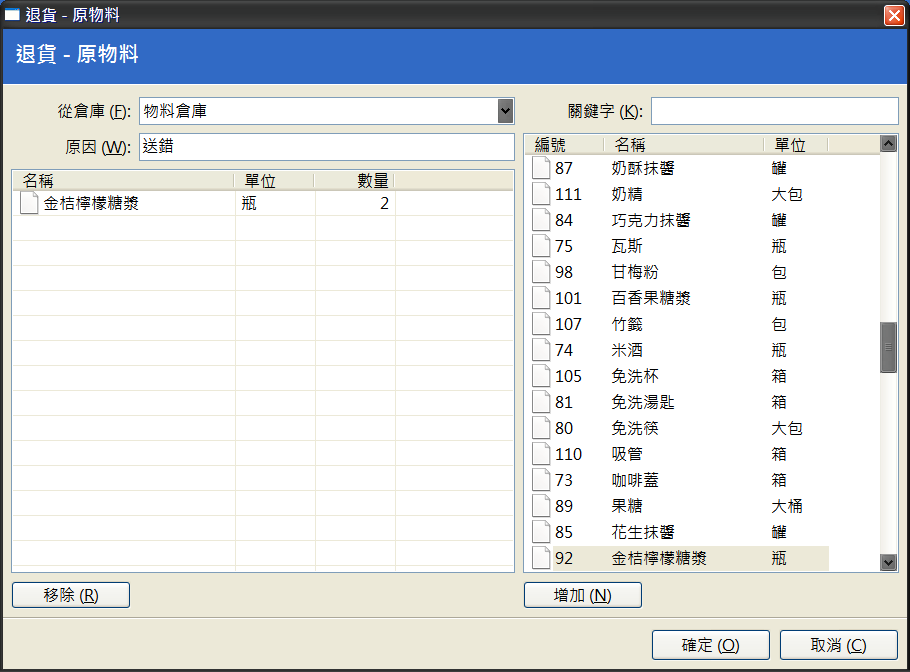 退貨 - 原物料
退貨 - 原物料
從倉庫 (F): 物料倉庫
原因 (W): 送錯
名稱 單位 數量
金桔檸檬糖漿 瓶 2
移除 (R)
關鍵字 (K):
編號 名稱 單位
87 奶酥抹醬 罐
111 奶精 大包
84 巧克力抹醬 罐
75 瓦斯 瓶
98 甘梅粉 包
101 百香果糖漿 瓶
107 竹籤 包
74 米酒 瓶
105 免洗杯 箱
81 免洗湯匙 箱
80 免洗筷 大包
110 吸管 箱
73 咖啡蓋 箱
89 果糖 大桶
85 花生抹醬 罐
92 金桔檸檬糖漿 瓶
增加 (N)
確定 (O) 取消 (C)